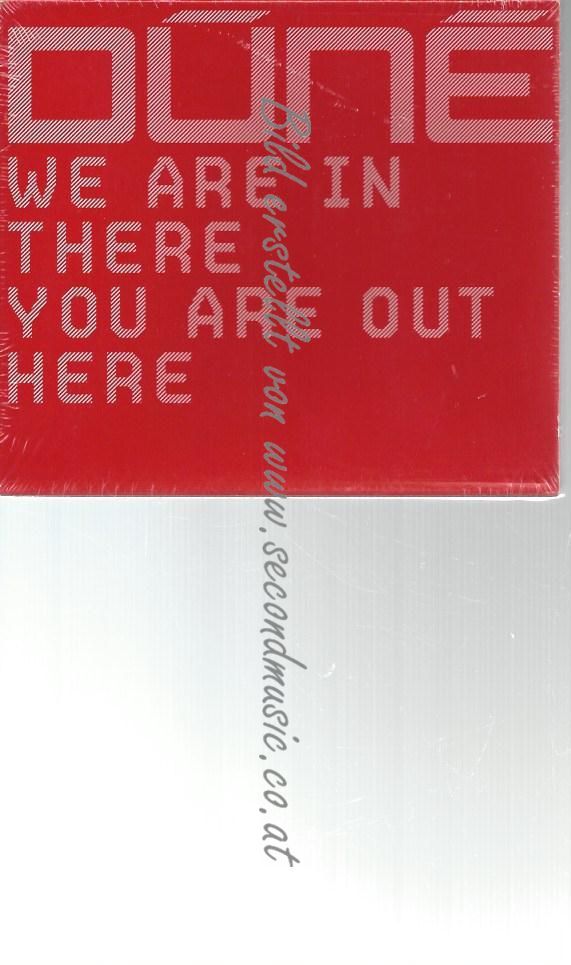 DÚNÉ
WE ARE IN
THERE
YOU ARE OUT
HERE
Bild erstellt von www.secondmusic.co.at